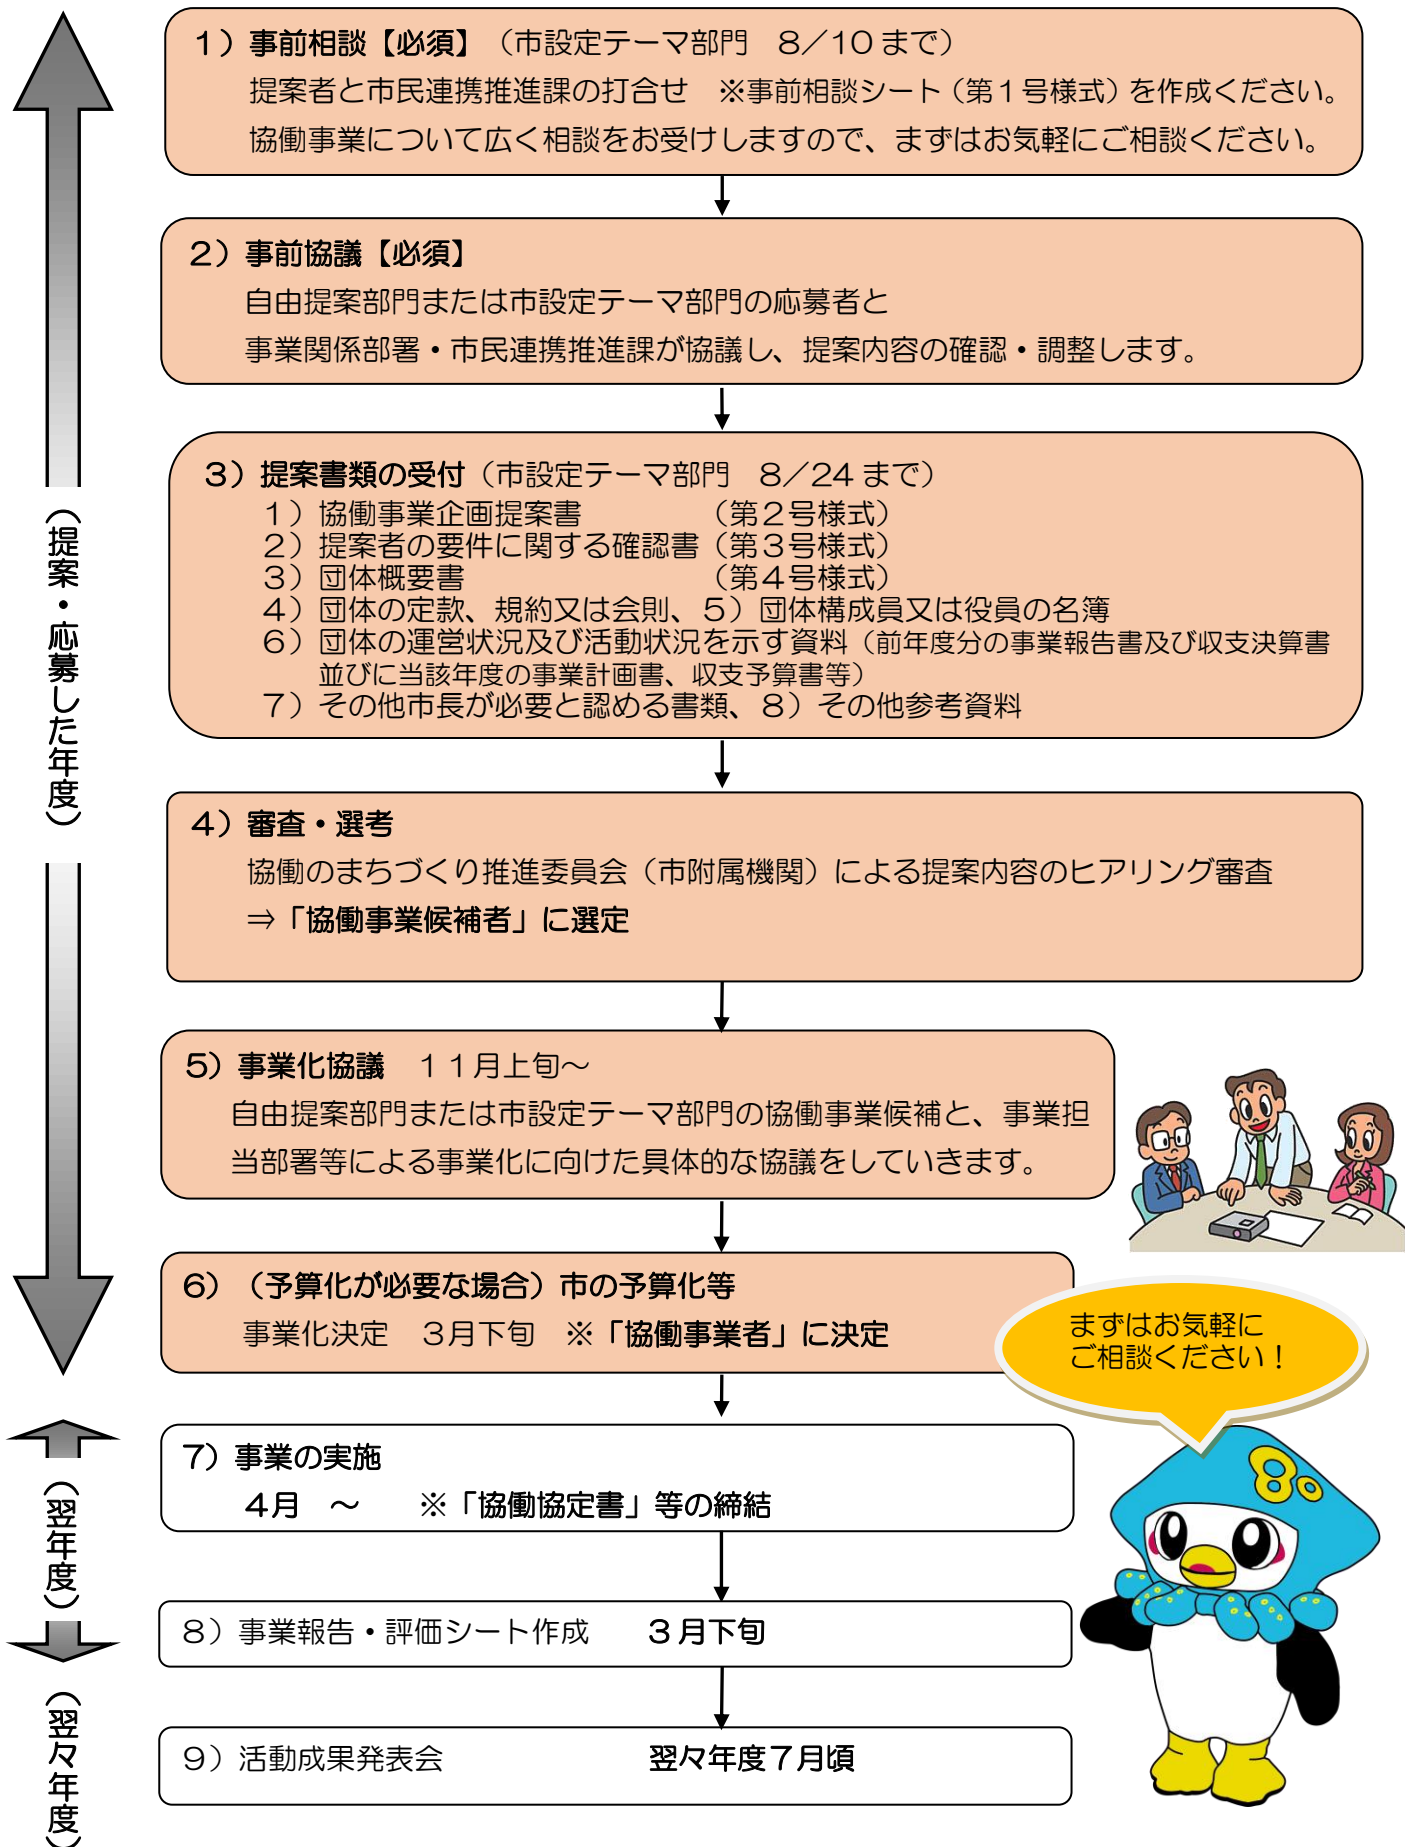 １）事前相談【必須】（市設定テーマ部門　８／１０まで）
提案者と市民連携推進課の打合せ　※事前相談シート（第１号様式）を作成ください。
協働事業について広く相談をお受けしますので、まずはお気軽にご相談ください。
２）事前協議【必須】
自由提案部門または市設定テーマ部門の応募者と
事業関係部署・市民連携推進課が協議し、提案内容の確認・調整します。
３）提案書類の受付（市設定テーマ部門　８／２４まで）
１）協働事業企画提案書　　　　（第２号様式）
２）提案者の要件に関する確認書（第３号様式）
３）団体概要書　　　　　　　　（第４号様式）
４）団体の定款、規約又は会則、５）団体構成員又は役員の名簿
６）団体の運営状況及び活動状況を示す資料（前年度分の事業報告書及び収支決算書
並びに当該年度の事業計画書、収支予算書等）
７）その他市長が必要と認める書類、８）その他参考資料
（提案・応募した年度）
４）審査・選考
協働のまちづくり推進委員会（市附属機関）による提案内容のヒアリング審査
⇒「協働事業候補者」に選定
５）事業化協議　１１月上旬～
自由提案部門または市設定テーマ部門の協働事業候補と、事業担
当部署等による事業化に向けた具体的な協議をしていきます。
６）（予算化が必要な場合）市の予算化等
事業化決定　３月下旬　※「協働事業者」に決定
まずはお気軽に
ご相談ください！
７）事業の実施
４月　～　　※「協働協定書」等の締結
80
（翌年度）
８）事業報告・評価シート作成　　３月下旬
９）活動成果発表会　　　　　　　翌々年度７月頃
（翌々年度）